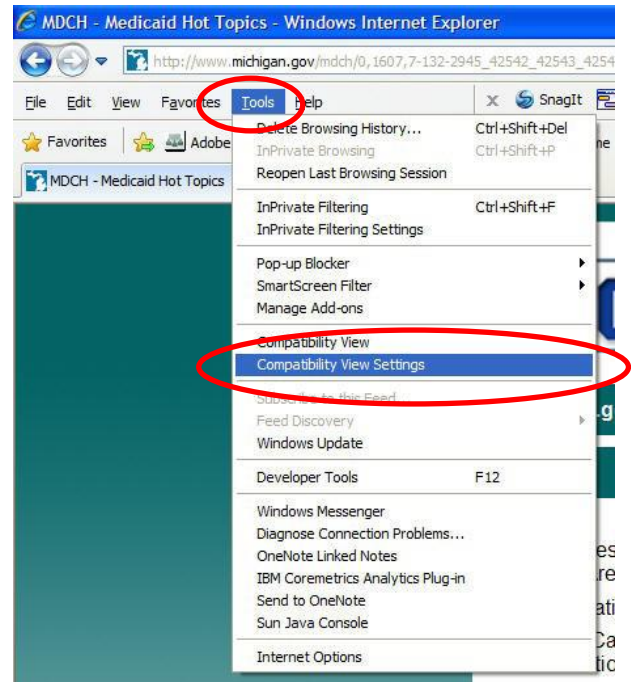 MDCH - Medicaid Hot Topics - Windows Internet Explorer
http://www.michigan.gov/mdch/0,1607,7-132-2945_42542_42543_4254
File Edit View Favorites Tools Help x SnagIt
Favorites Adobe
MDCH - Medicaid Hot Topics
Delete Browsing History... Ctrl+Shift+Del
InPrivate Browsing Ctrl+Shift+P
Reopen Last Browsing Session
InPrivate Filtering Ctrl+Shift+F
InPrivate Filtering Settings
Pop-up Blocker
SmartScreen Filter
Manage Add-ons
Compatibility View
Compatibility View Settings
Subscribe to this Feed...
Feed Discovery
Windows Update
Developer Tools F12
Windows Messenger
Diagnose Connection Problems...
OneNote Linked Notes
IBM Coremetrics Analytics Plug-in
Send to OneNote
Sun Java Console
Internet Options